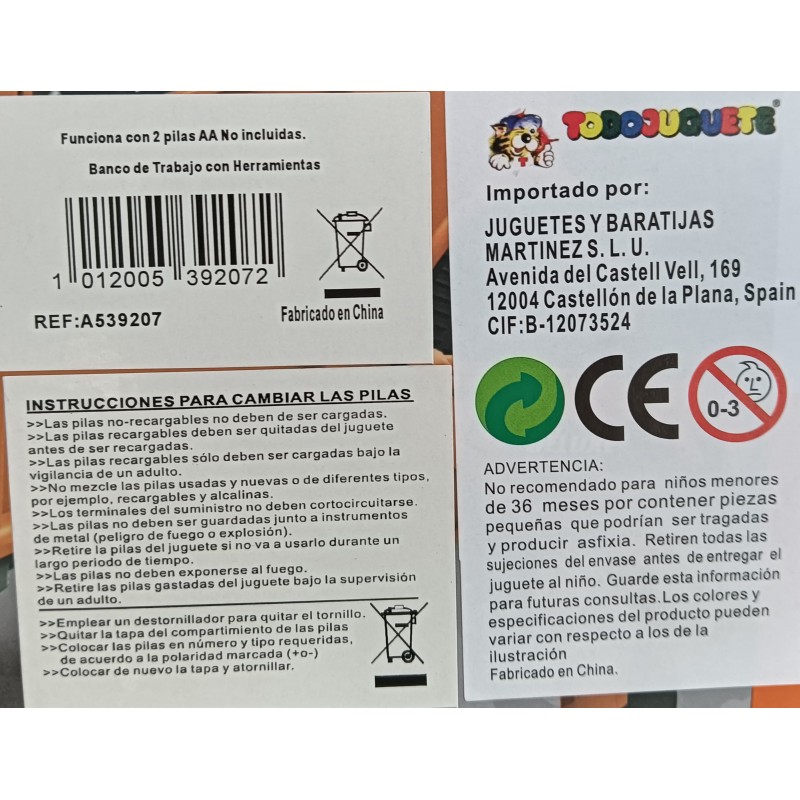 Funciona con 2 pilas AA No incluidas.
Banco de Trabajo con Herramientas
1 012005 392072
REF:A539207
Fabricado en China
INSTRUCCIONES PARA CAMBIAR LAS PILAS
>>Las pilas no-recargables no deben de ser cargadas.
>>Las pilas recargables deben ser quitadas del juguete
antes de ser recargadas.
>>Las pilas recargables sólo deben ser cargadas bajo la
vigilancia de un adulto.
>>No mezcle las pilas usadas y nuevas o de diferentes tipos,
por ejemplo, recargables y alcalinas.
>>Los terminales del suministro no deben cortocircuitarse.
>>Las pilas no deben ser guardadas junto a instrumentos
de metal (peligro de fuego o explosión).
>>Retire la pilas del juguete si no va a usarlo durante un
largo periodo de tiempo.
>>Las pilas no deben exponerse al fuego.
>>Retire las pilas gastadas del juguete bajo la supervisión
de un adulto.
>>Emplear un destornillador para quitar el tornillo.
>>Quitar la tapa del compartimiento de las pilas
>>Colocar las pilas en número y tipo requeridas,
de acuerdo a la polaridad marcada (+o-)
>>Colocar de nuevo la tapa y atornillar.
TODOJUGUETE®
Importado por:
JUGUETES Y BARATIJAS
MARTINEZ S. L. U.
Avenida del Castell Vell, 169
12004 Castellón de la Plana, Spain
CIF:B-12073524
CE
0-3
ADVERTENCIA:
No recomendado para niños menores
de 36 meses por contener piezas
pequeñas que podrían ser tragadas
y producir asfixia. Retiren todas las
sujeciones del envase antes de entregar el
juguete al niño. Guarde esta información
para futuras consultas.Los colores y
especificaciones del producto pueden
variar con respecto a los de la
ilustración
Fabricado en China.